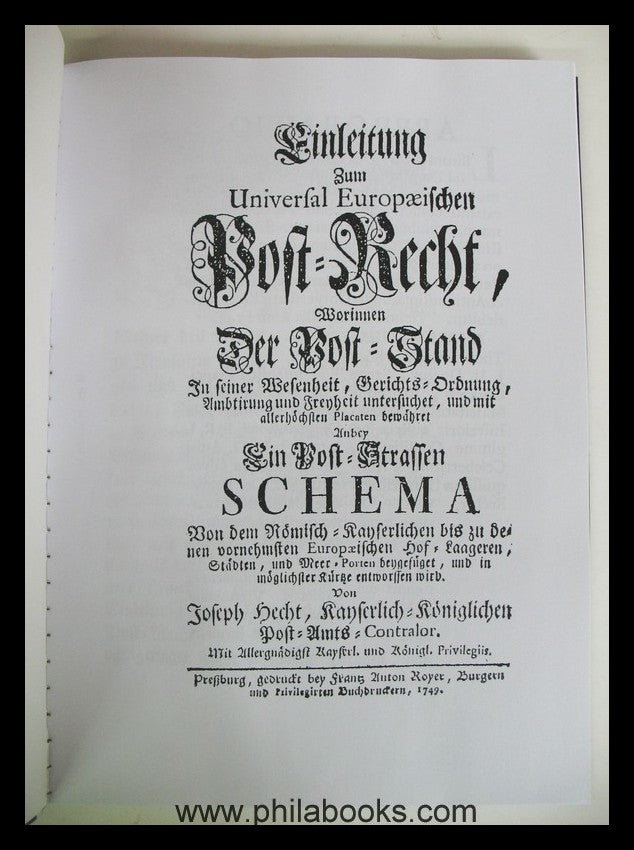 Einleitung
Zum
Univerſal Europæiſchen
Poſt-Recht,
Worinnen
Der Poſt-Stand
In ſeiner Weſenheit, Gerichts-Ordnung,
Ambtirung und Freyheit unterſuchet, und mit
allerhöchſten Placaten bewähret
Anbey
Ein Poſt-Straſſen
SCHEMA
Von dem Römiſch-Kayſerlichen bis zu de-
nen vornehmſten Europæiſchen Hof-Laageren,
Städten, und Meer-Porten beygefüget, und in
möglichſter Kürtze entworffen wird.
Von
Joſeph Hecht, Kayſerlich-Königlichen
Poſt-Amts-Contralor.
Mit Allergnädigſt Kayſerl. und Königl. Privilegiis.
Preßburg, gedruckt bey Frantz Anton Royer, Burgern
und privilegirten Buchdruckern, 1749.
www.philabooks.com